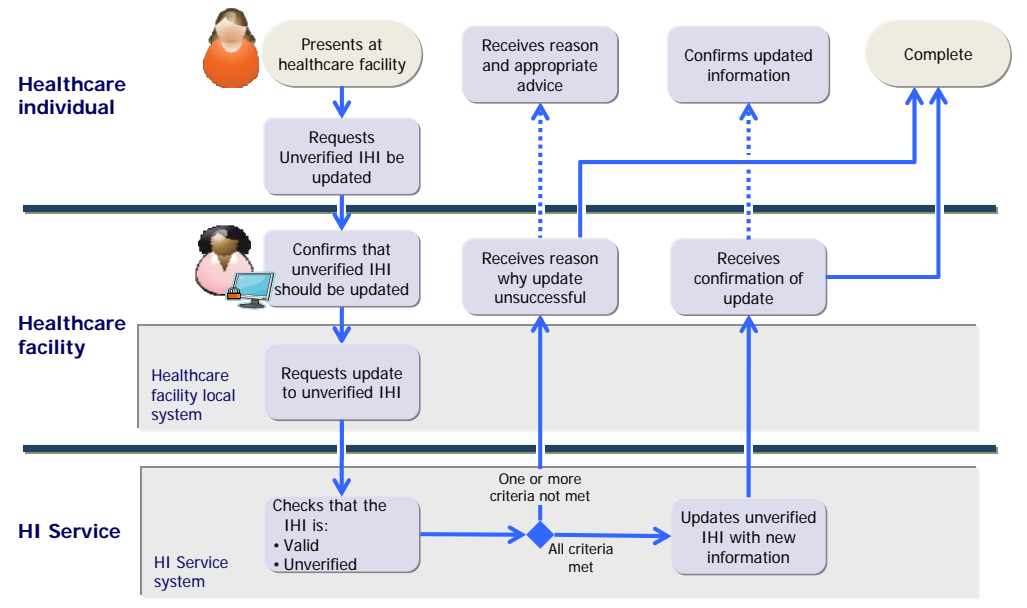 Healthcare
individual
Presents at
healthcare facility
Receives reason
and appropriate
advice
Confirms updated
information
Complete
Requests
Unverified IHI be
updated
Healthcare
facility
Confirms that
unverified IHI
should be updated
Receives reason
why update
unsuccessful
Receives
confirmation of
update
Healthcare
facility local
system
Requests update
to unverified IHI
HI Service
HI Service
system
Checks that the
IHI is:
• Valid
• Unverified
One or more
criteria not met
All criteria
met
Updates unverified
IHI with new
information